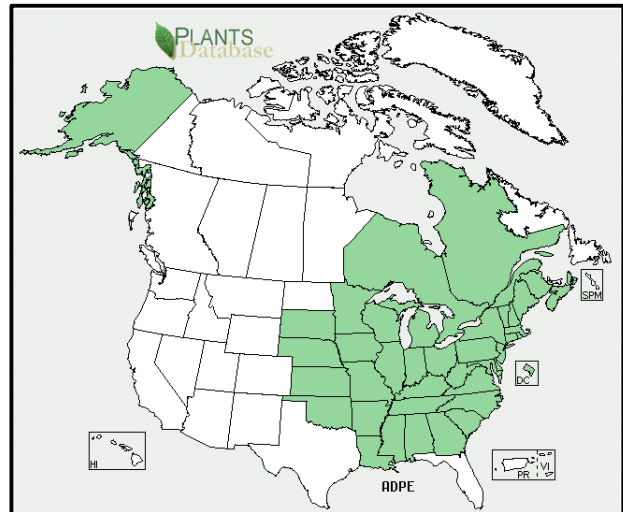 PLANTS
Database
SPM
DC
HI
PR
VI
ADPE